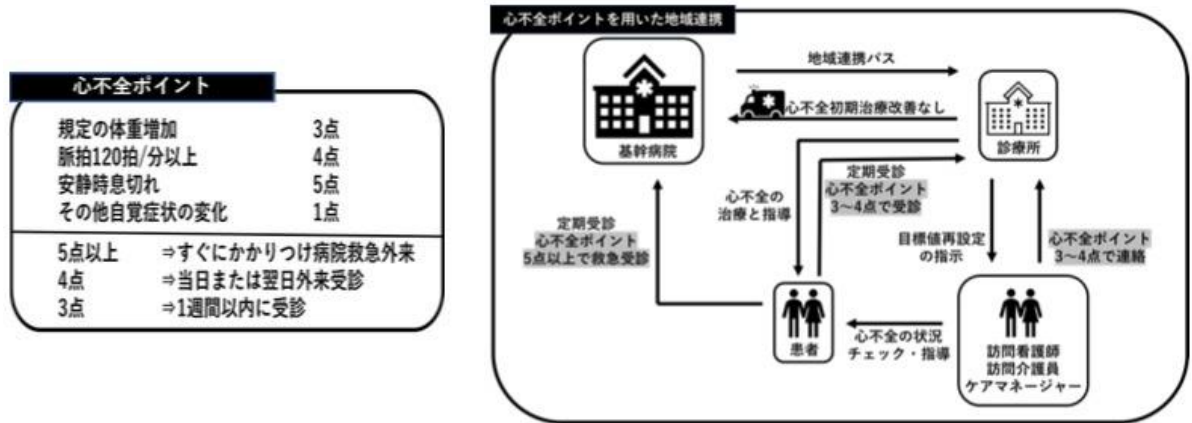 心不全ポイント
規定の体重増加 3点
脈拍120拍/分以上 4点
安静時息切れ 5点
その他自覚症状の変化 1点
5点以上 ⇒すぐにかかりつけ病院救急外来
4点 ⇒当日または翌日外来受診
3点 ⇒1週間以内に受診
心不全ポイントを用いた地域連携
基幹病院
地域連携パス
心不全初期治療改善なし
診療所
定期受診
心不全ポイント
5点以上で救急受診
心不全の
治療と指導
定期受診
心不全ポイント
3～4点で受診
目標値再設定
の指示
心不全ポイント
3～4点で連絡
患者
心不全の状況
チェック・指導
訪問看護師
訪問介護員
ケアマネージャー